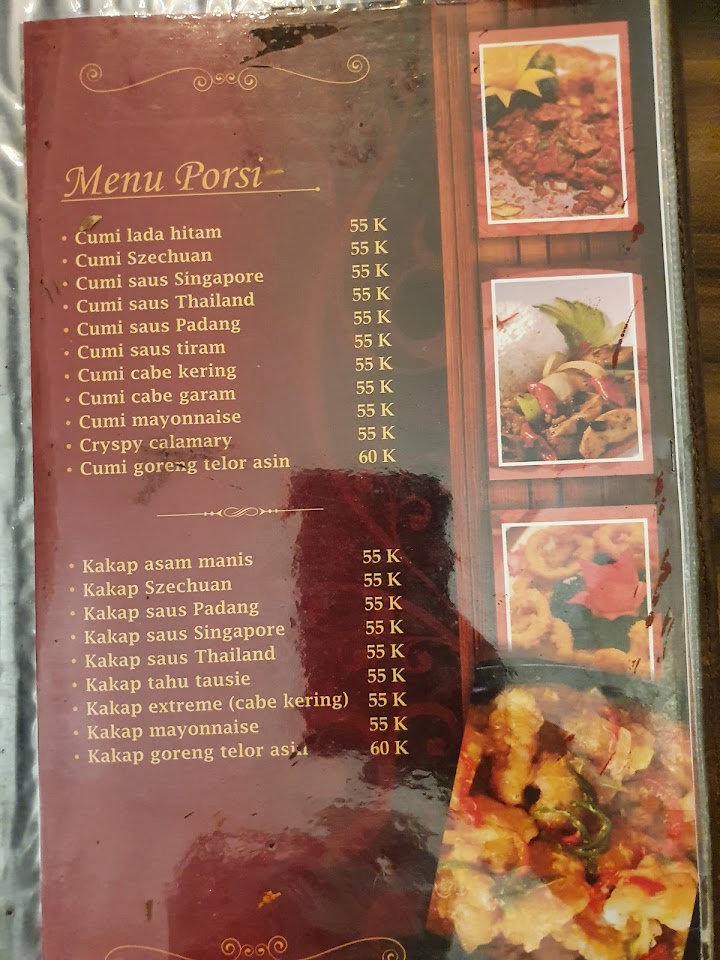 Menu Porsi
• Cumi lada hitam 55 K
• Cumi Szechuan 55 K
• Cumi saus Singapore 55 K
• Cumi saus Thailand 55 K
• Cumi saus Padang 55 K
• Cumi saus tiram 55 K
• Cumi cabe kering 55 K
• Cumi cabe garam 55 K
• Cumi mayonnaise 55 K
• Cryspy calamary 55 K
• Cumi goreng telor asin 60 K
• Kakap asam manis 55 K
• Kakap Szechuan 55 K
• Kakap saus Padang 55 K
• Kakap saus Singapore 55 K
• Kakap saus Thailand 55 K
• Kakap tahu tausie 55 K
• Kakap extreme (cabe kering) 55 K
• Kakap mayonnaise 55 K
• Kakap goreng telor asin 60 K